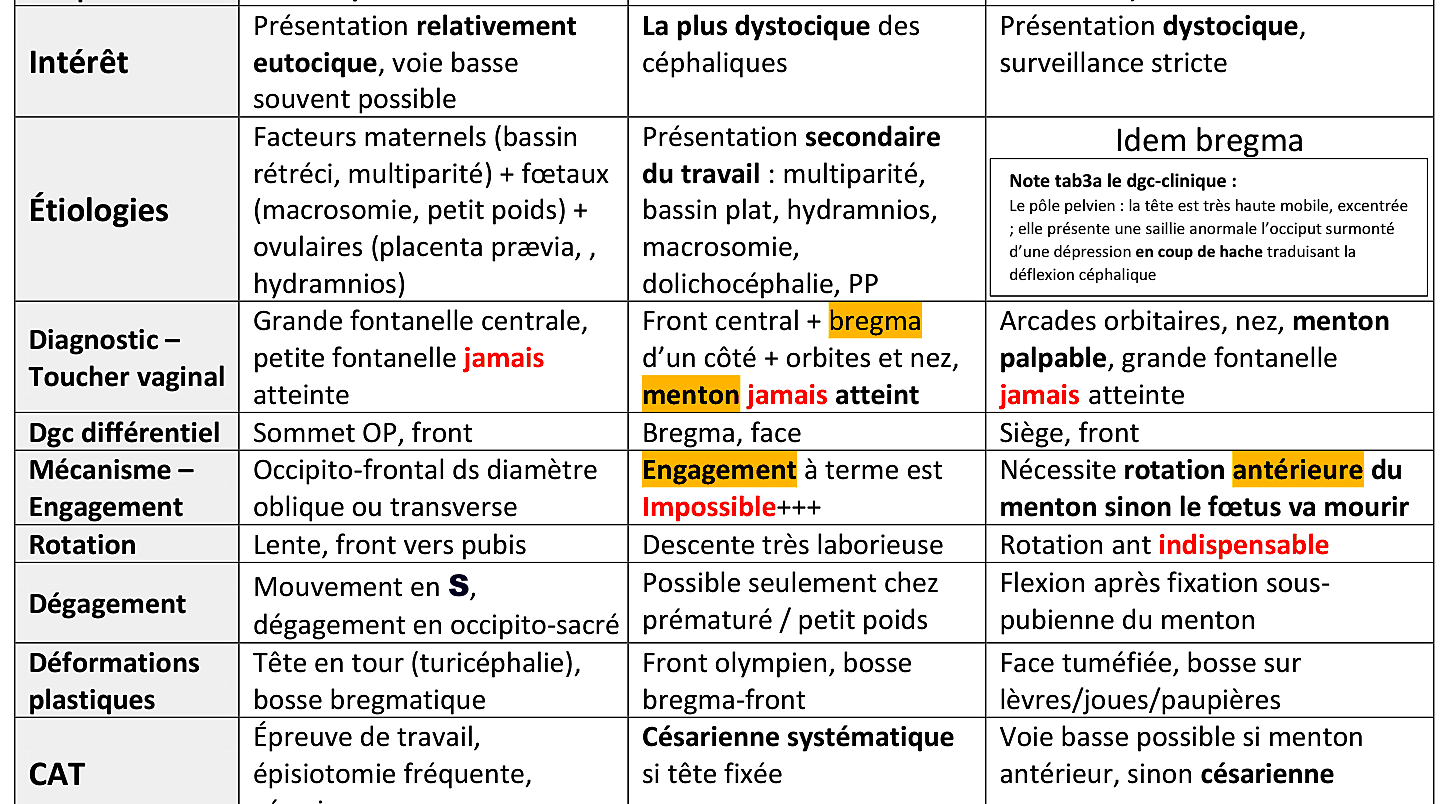 Intérêt
Présentation relativement
eutocique, voie basse
souvent possible
La plus dystocique des
céphaliques
Présentation dystocique,
surveillance stricte
Étiologies
Facteurs maternels (bassin
rétréci, multiparité) + fœtaux
(macrosomie, petit poids) +
ovulaires (placenta prævia, ,
hydramnios)
Présentation secondaire
du travail : multiparité,
bassin plat, hydramnios,
macrosomie,
dolichocéphalie, PP
Idem bregma
Note tab3a le dgc-clinique :
Le pôle pelvien : la tête est très haute mobile, excentrée
; elle présente une saillie anormale l’occiput surmonté
d’une dépression en coup de hache traduisant la
déflexion céphalique
Diagnostic –
Toucher vaginal
Grande fontanelle centrale,
petite fontanelle jamais
atteinte
Front central + bregma
d’un côté + orbites et nez,
menton jamais atteint
Arcades orbitaires, nez, menton
palpable, grande fontanelle
jamais atteinte
Dgc différentiel
Sommet OP, front
Bregma, face
Siège, front
Mécanisme –
Engagement
Occipito-frontal ds diamètre
oblique ou transverse
Engagement à terme est
Impossible+++
Nécessite rotation antérieure du
menton sinon le fœtus va mourir
Rotation
Lente, front vers pubis
Descente très laborieuse
Rotation ant indispensable
Dégagement
Mouvement en S,
dégagement en occipito-sacré
Possible seulement chez
prématuré / petit poids
Flexion après fixation sous-
pubienne du menton
Déformations
plastiques
Tête en tour (turicéphalie),
bosse bregmatique
Front olympien, bosse
bregma-front
Face tuméfiée, bosse sur
lèvres/joues/paupières
CAT
Épreuve de travail,
épisiotomie fréquente,
Césarienne systématique
si tête fixée
Voie basse possible si menton
antérieur, sinon césarienne